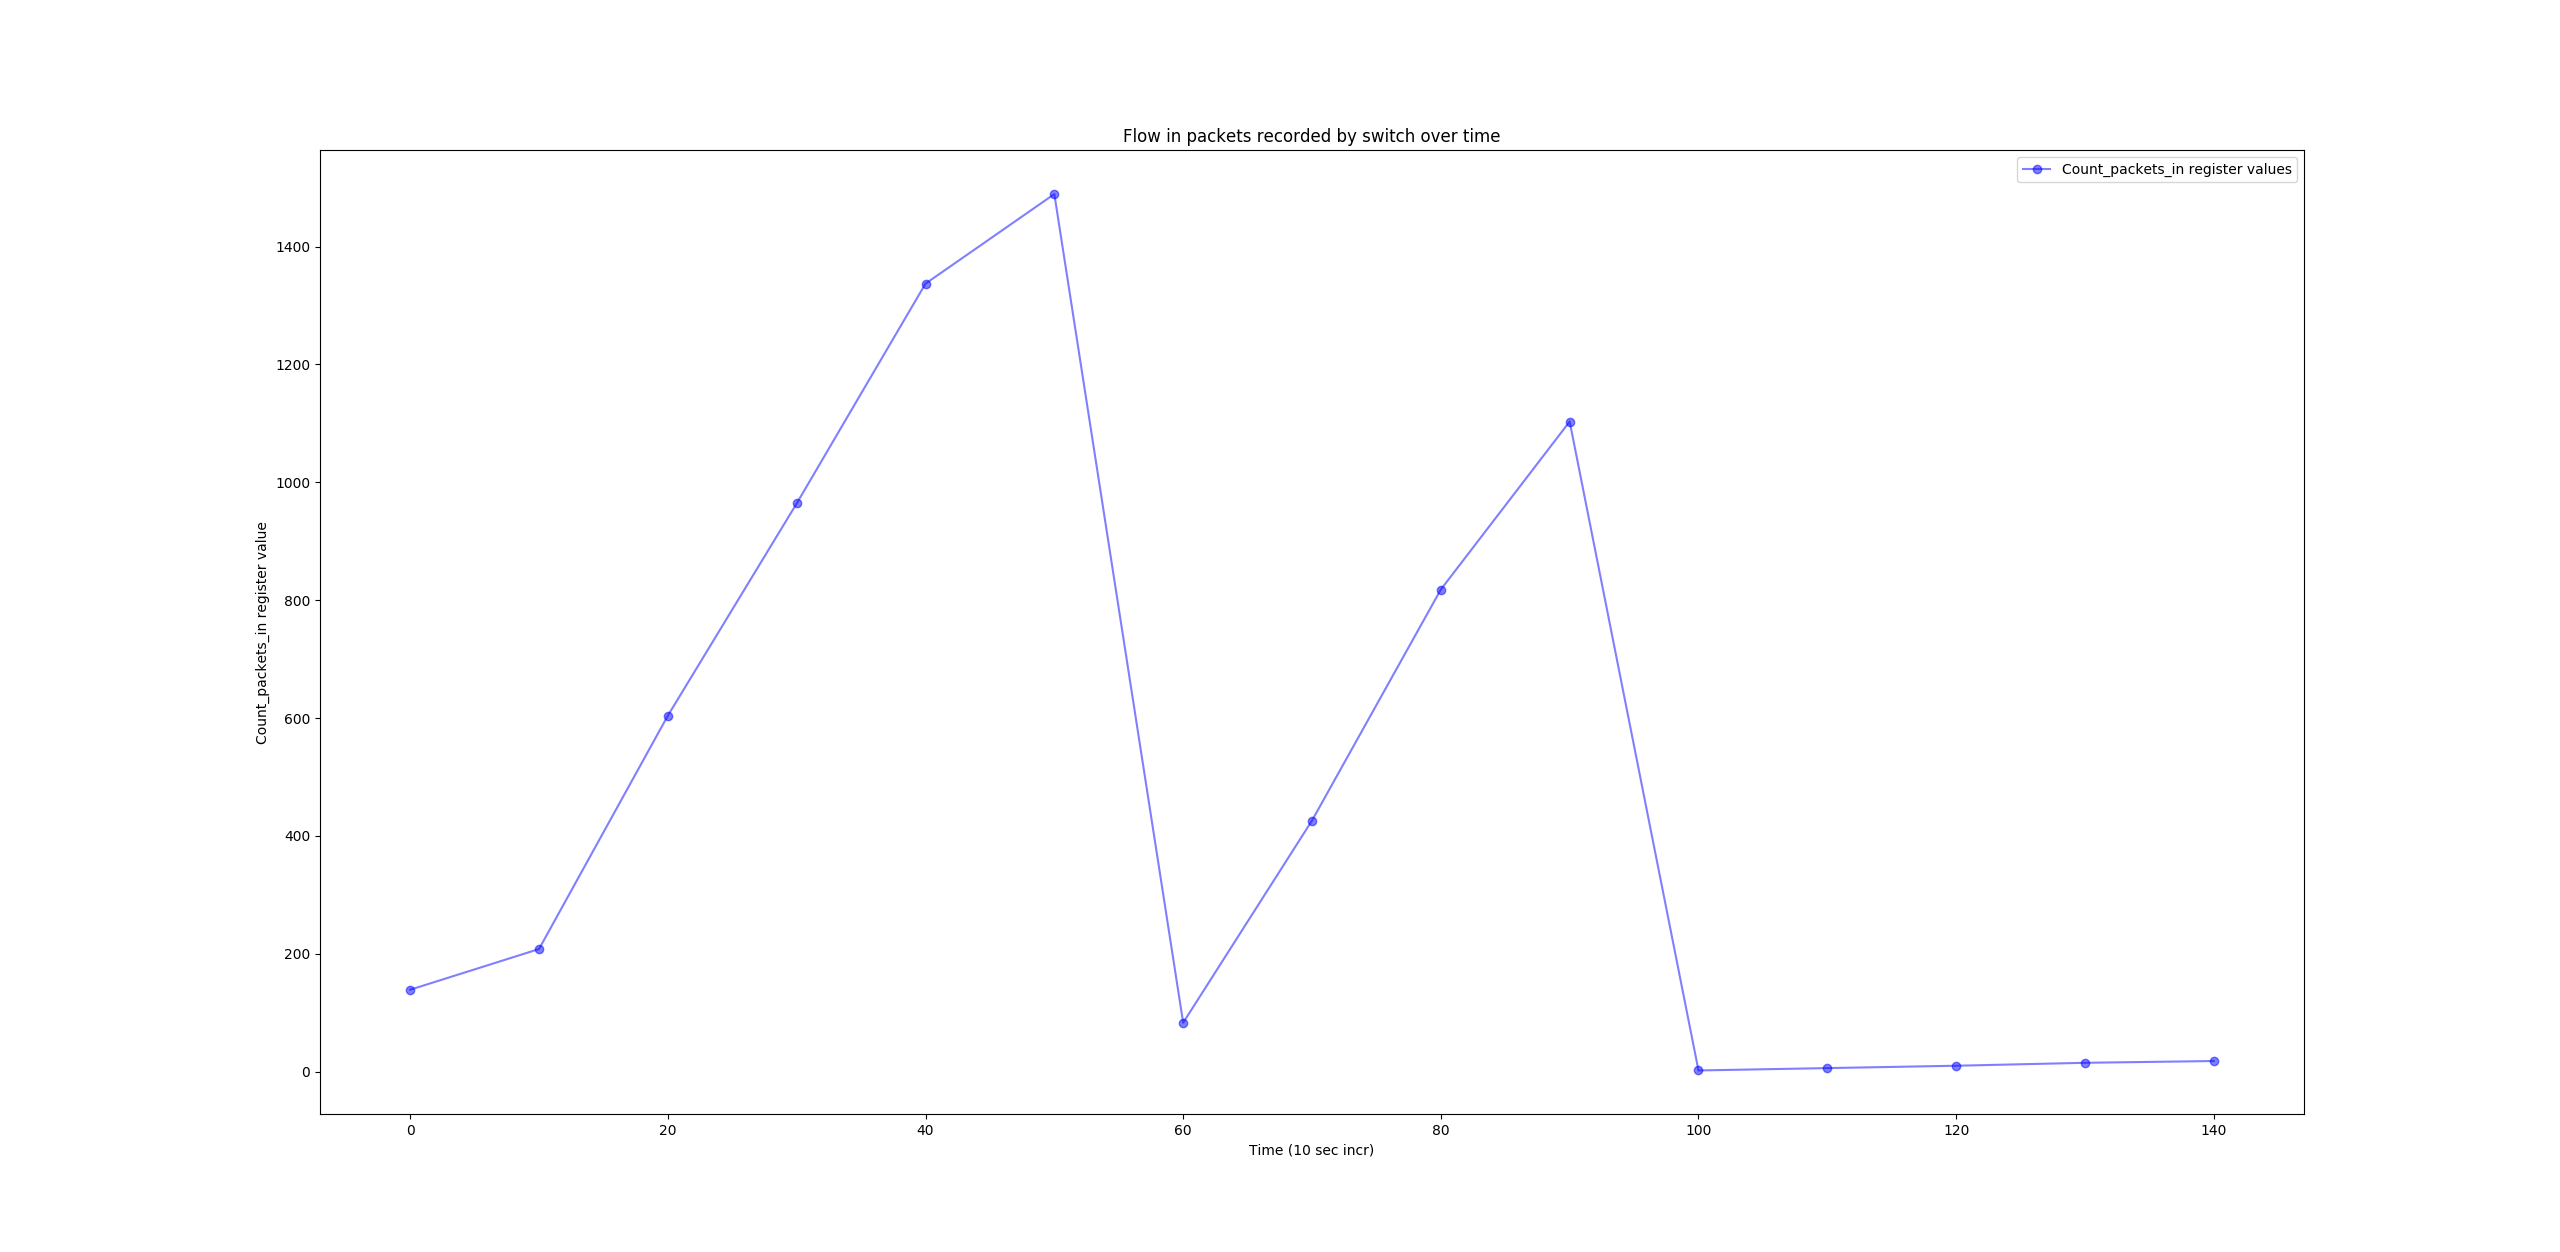 Flow in packets recorded by switch over time
Count_packets_in register values
1400
1200
1000
800
600
400
200
0
Count_packets_in register value
0 20 40 60 80 100 120 140
Time (10 sec incr)